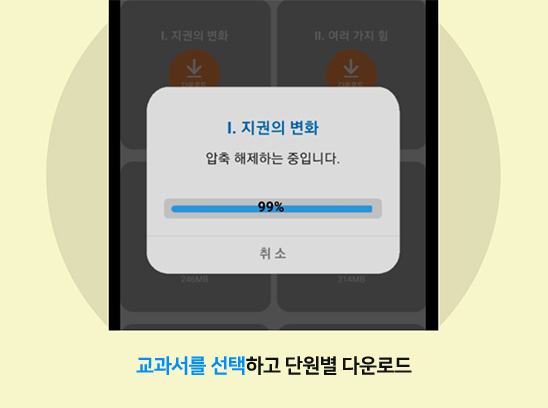 I. 지권의 변화
II. 여러 가지 힘
다운로드
다운로드
I. 지권의 변화
압축 해제하는 중입니다.
99%
취소
246MB
314MB
교과서를 선택하고 단원별 다운로드